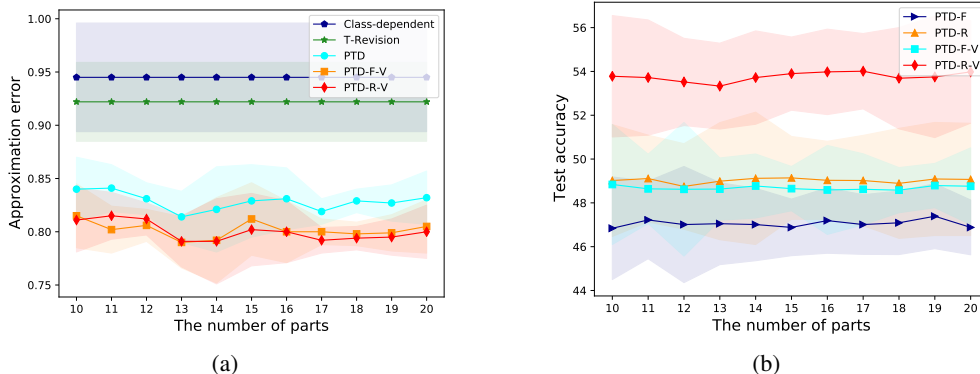 1.00
0.95
0.90
0.85
0.80
0.75
Approximation error
Class-dependent
T-Revision
PTD
PTD-F-V
PTD-R-V
10 11 12 13 14 15 16 17 18 19 20
The number of parts
(a)
56
54
52
50
48
46
44
Test accuracy
PTD-F
PTD-R
PTD-F-V
PTD-R-V
10 11 12 13 14 15 16 17 18 19 20
The number of parts
(b)